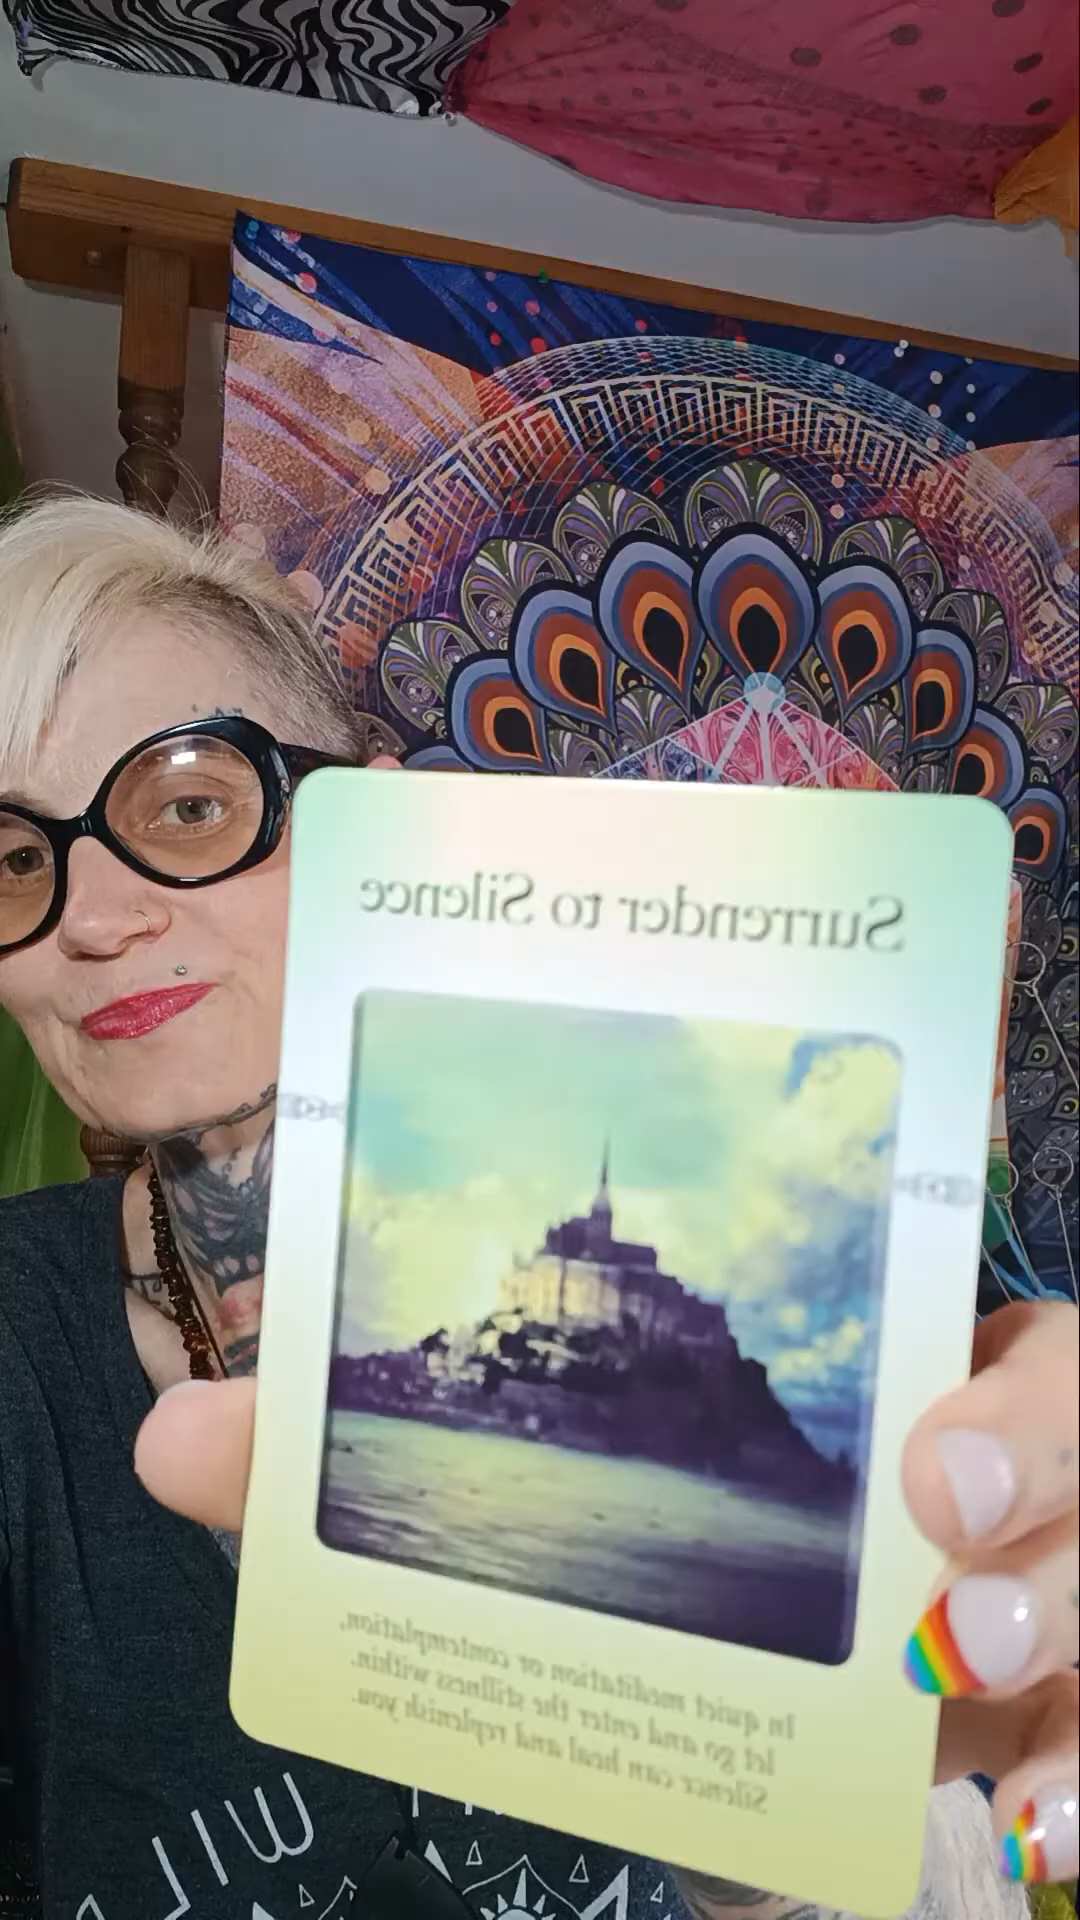 Surrender to Silence
In quiet meditation or contemplation,
let go and enter the stillness within.
Silence can heal and replenish you.
WIL